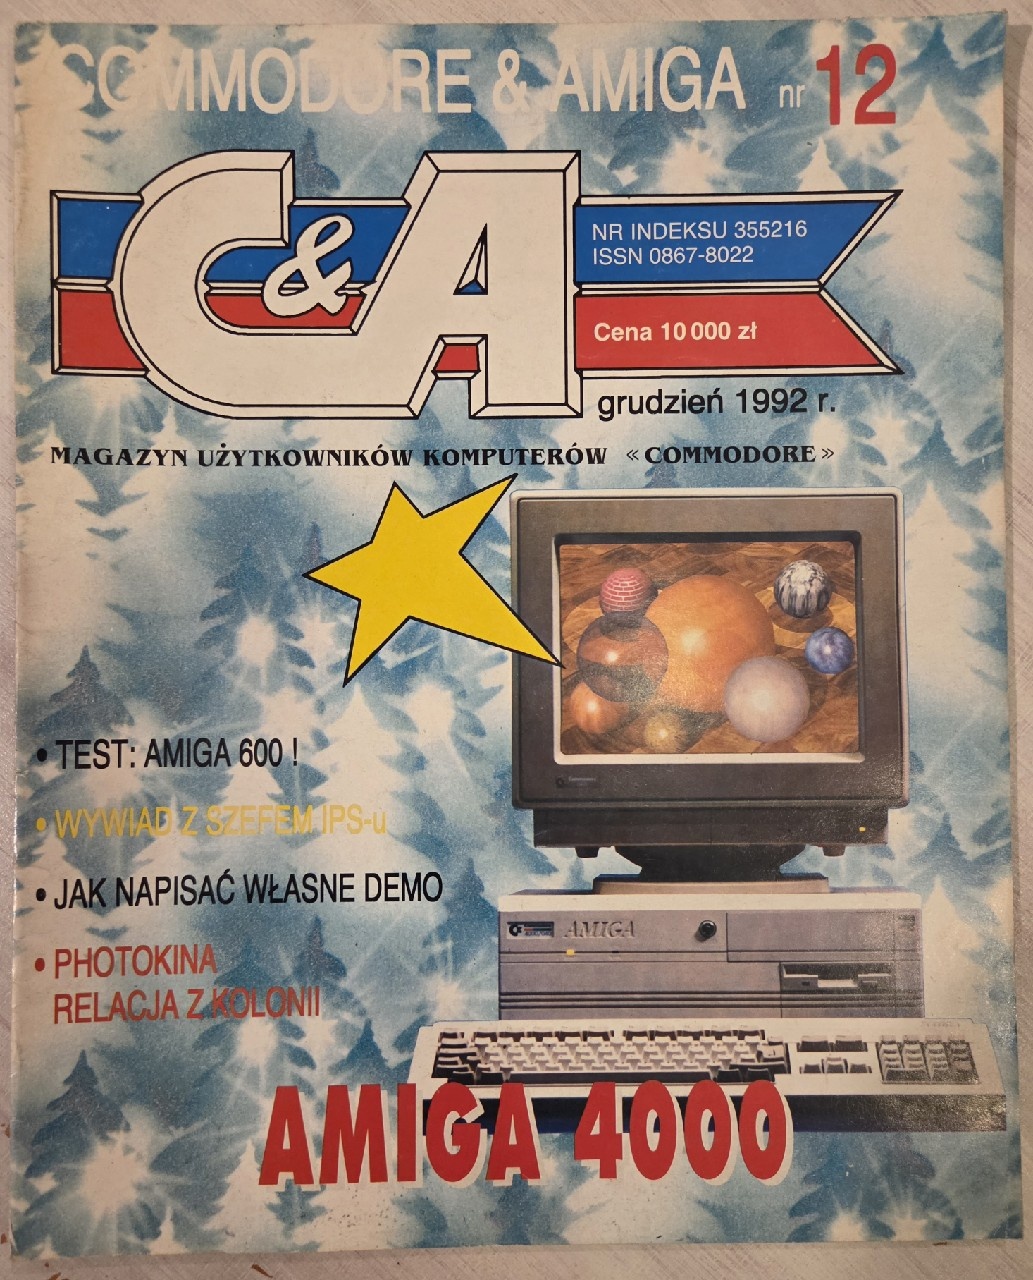 COMMODORE & AMIGA nr 12
C&A
NR INDEKSU 355216
ISSN 0867-8022
Cena 10 000 zł
grudzień 1992 r.
MAGAZYN UŻYTKOWNIKÓW KOMPUTERÓW «COMMODORE»
• TEST: AMIGA 600 !
• WYWIAD Z SZEFEM IPS-u
• JAK NAPISAĆ WŁASNE DEMO
• PHOTOKINA
RELACJA Z KOLONII
AMIGA
AMIGA 4000